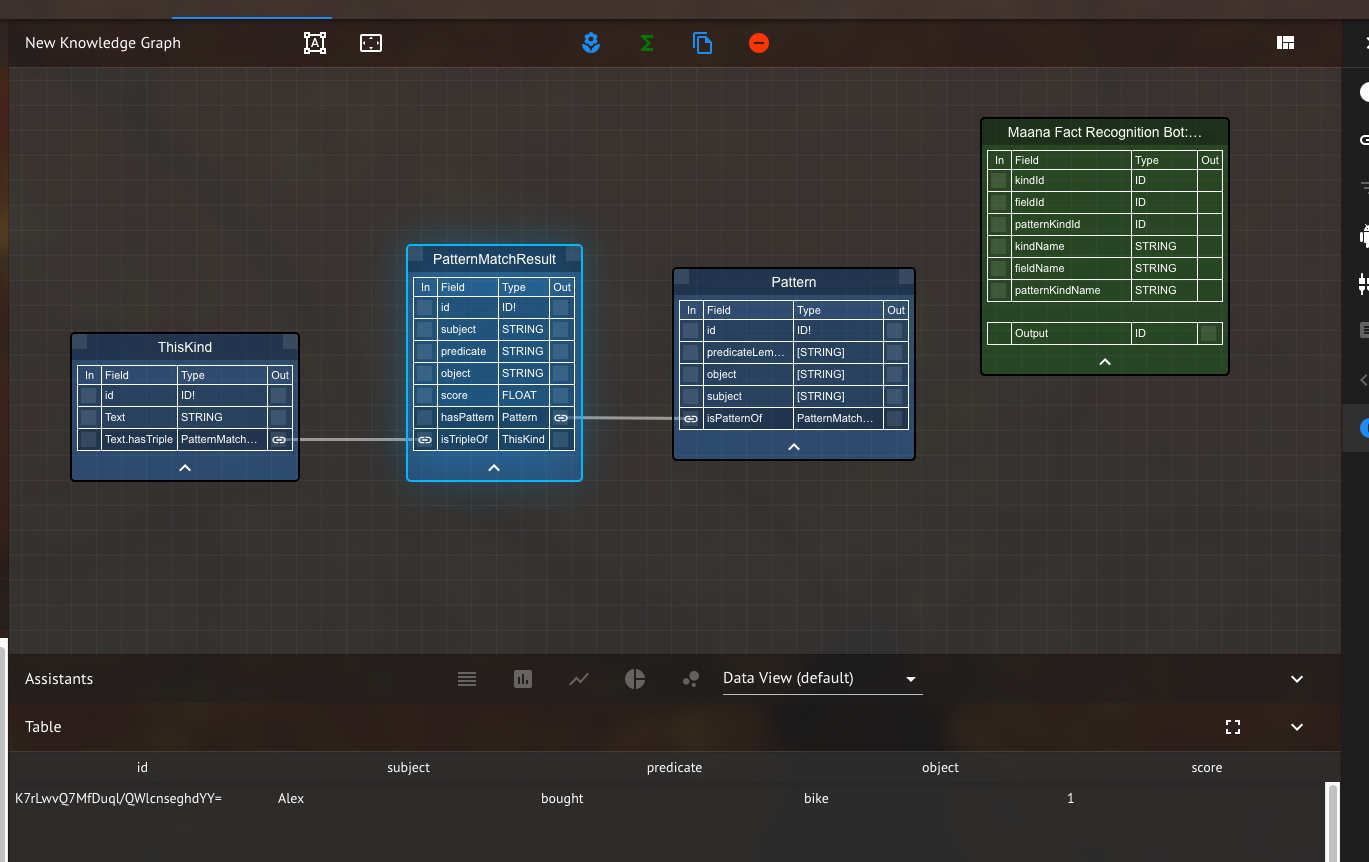 New Knowledge Graph
A
ThisKind
In Field Type Out
id ID!
Text STRING
Text.hasTriple PatternMatch…
PatternMatchResult
In Field Type Out
id ID!
subject STRING
predicate STRING
object STRING
score FLOAT
hasPattern Pattern
isTripleOf ThisKind
Pattern
In Field Type Out
id ID!
predicateLem… [STRING]
object [STRING]
subject [STRING]
isPatternOf PatternMatch…
Maana Fact Recognition Bot:…
In Field Type Out
kindId ID
fieldId ID
patternKindId ID
kindName STRING
fieldName STRING
patternKindName STRING
Output ID
Assistants Data View (default)
Table
id subject predicate object score
K7rLwvQ7MfDuqI/QWlcnseghdYY= Alex bought bike 1